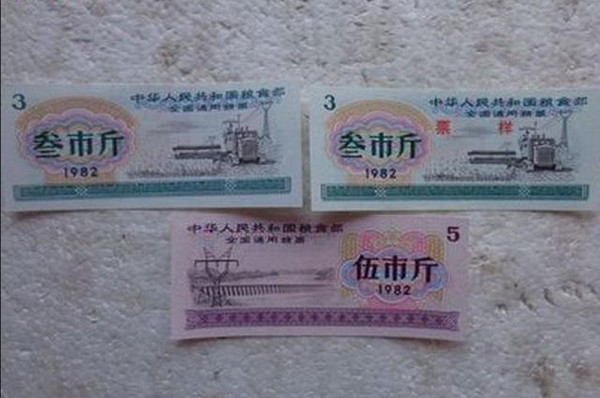 3
中华人民共和国粮食部
全国通用粮票
叁市斤
1982
3
中华人民共和国粮食部
全国通用粮票
票 样
叁市斤
1982
中华人民共和国粮食部
全国通用粮票
5
伍市斤
1982